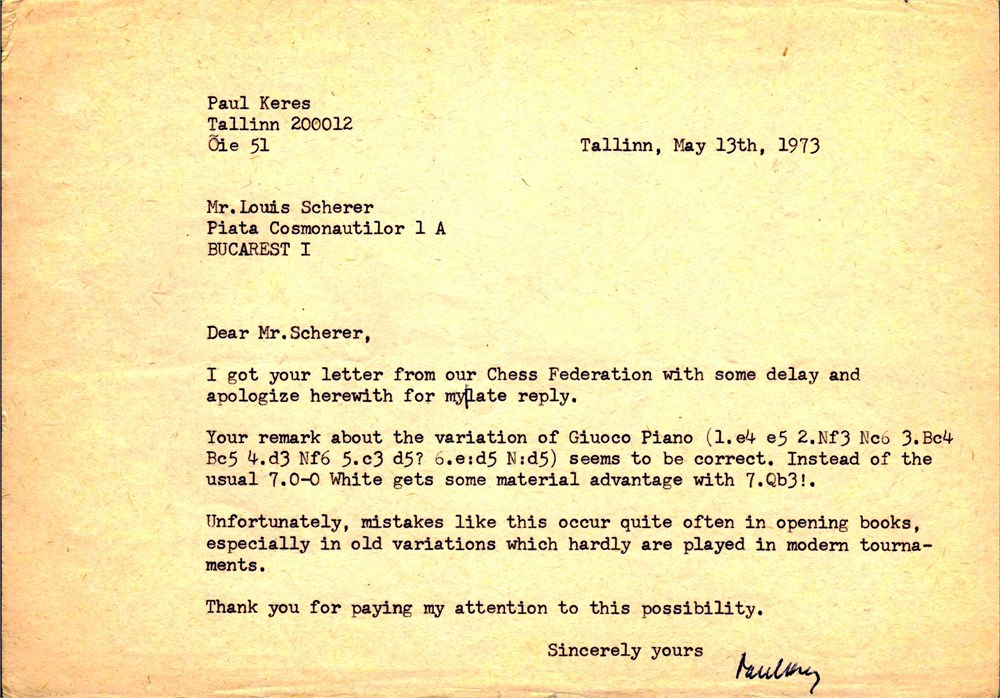 Paul Keres
Tallinn 200012
Õie 51
Tallinn, May 13th, 1973
Mr.Louis Scherer
Piata Cosmonautilor 1 A
BUCAREST I
Dear Mr.Scherer,
I got your letter from our Chess Federation with some delay and
apologize herewith for my late reply.
Your remark about the variation of Giuoco Piano (1.e4 e5 2.Nf3 Nc6 3.Bc4
Bc5 4.d3 Nf6 5.c3 d5? 6.e:d5 N:d5) seems to be correct. Instead of the
usual 7.0-0 White gets some material advantage with 7.Qb3!.
Unfortunately, mistakes like this occur quite often in opening books,
especially in old variations which hardly are played in modern tourna-
ments.
Thank you for paying my attention to this possibility.
Sincerely yours
Paul Keres